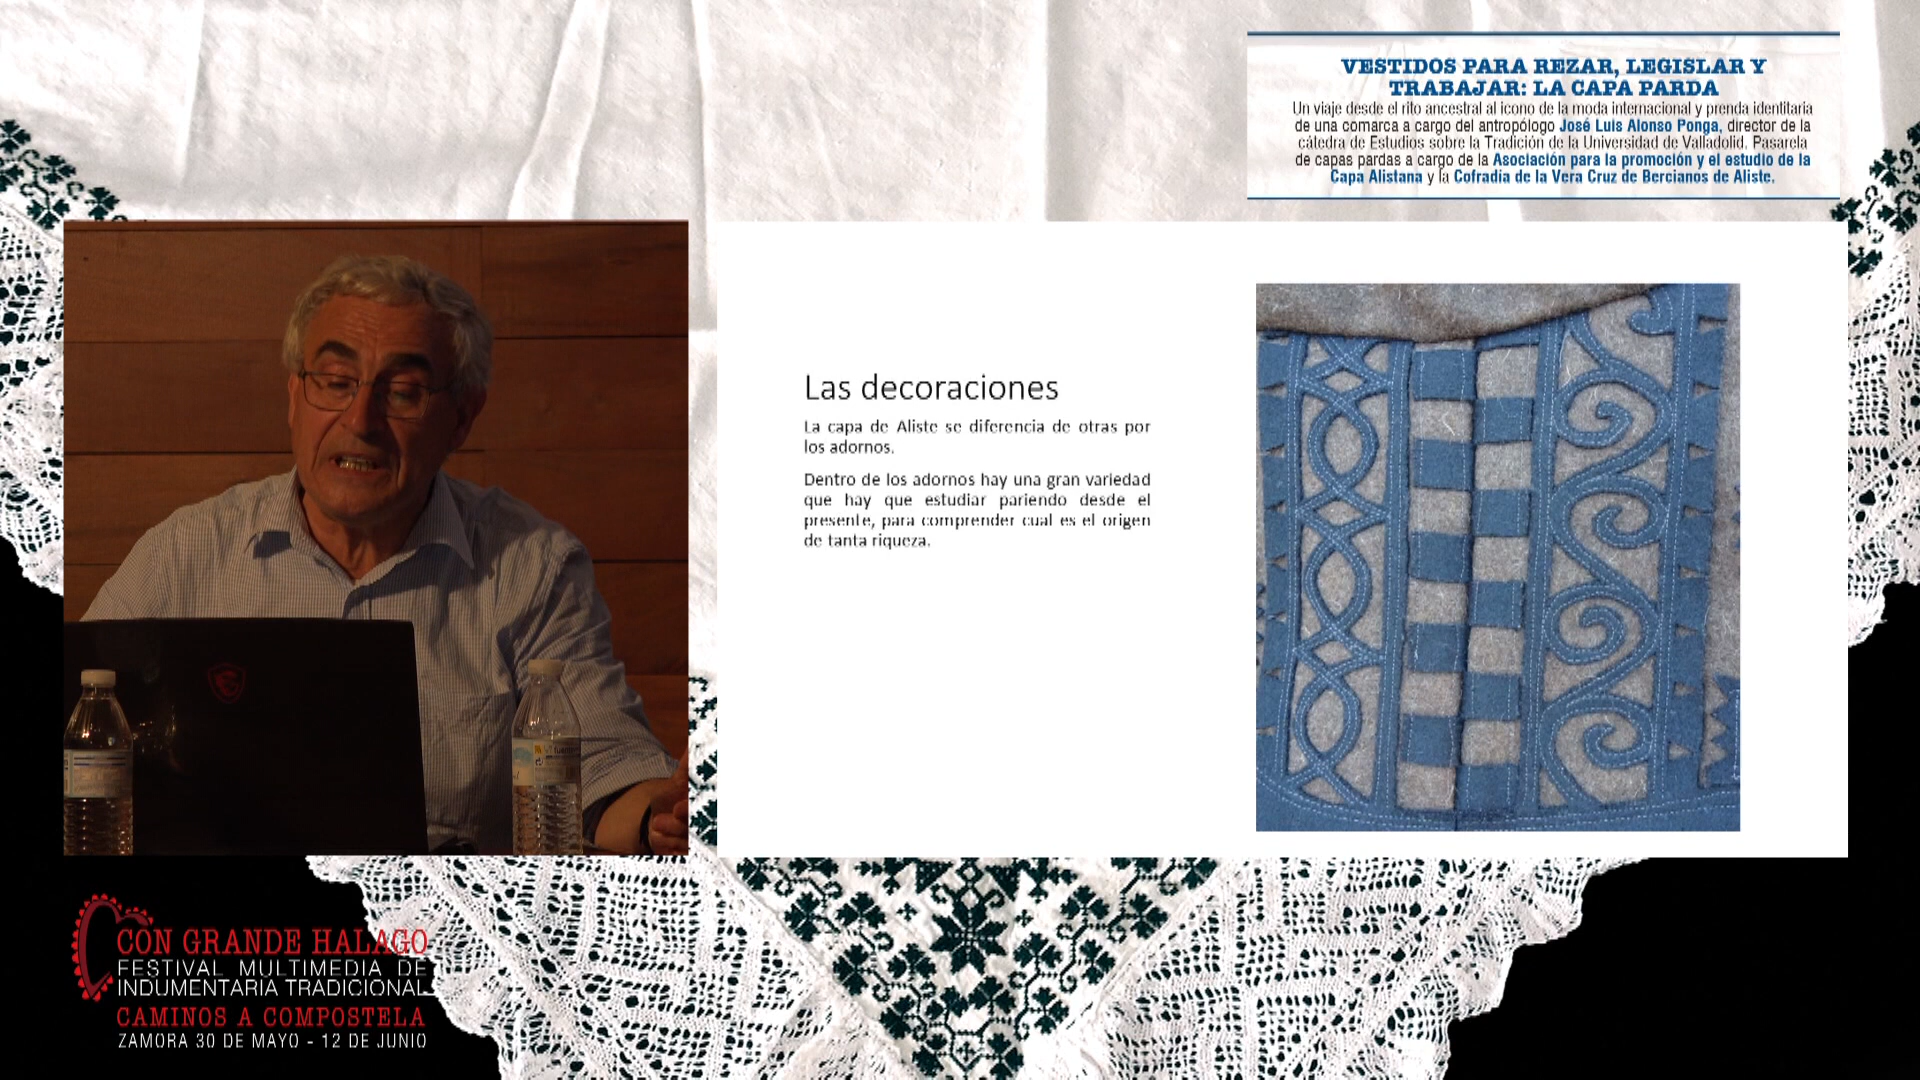 VESTIDOS PARA REZAR, LEGISLAR Y
TRABAJAR: LA CAPA PARDA
Un viaje desde el rito ancestral al icono de la moda internacional y prenda identitaria
de una comarca a cargo del antropólogo José Luis Alonso Ponga, director de la
cátedra de Estudios sobre la Tradición de la Universidad de Valladolid. Pasarela
de capas pardas a cargo de la Asociación para la promoción y el estudio de la
Capa Alistana y la Cofradía de la Vera Cruz de Bercianos de Aliste.
Las decoraciones
La capa de Aliste se diferencia de otras por
los adornos.
Dentro de los adornos hay una gran variedad
que hay que estudiar pariendo desde el
presente, para comprender cual es el origen
de tanta riqueza.
CON GRANDE HALAGO
FESTIVAL MULTIMEDIA DE
INDUMENTARIA TRADICIONAL
CAMINOS A COMPOSTELA
ZAMORA 30 DE MAYO - 12 DE JUNIO